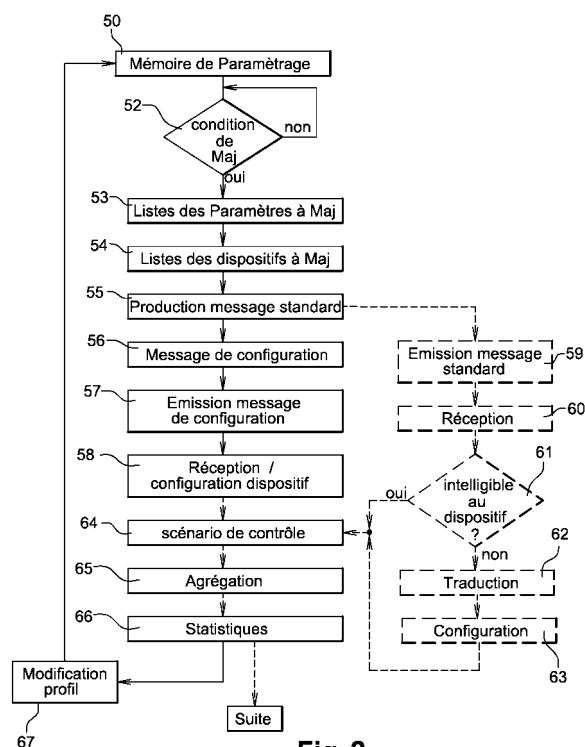 50
Mémoire de Paramètrage
52
condition
de
Maj
non
oui
53
Listes des Paramètres à Maj
54
Listes des dispositifs à Maj
55
Production message standard
56
Message de configuration
Emission message
standard
59
57
Emission message
de configuration
Réception
60
58
Réception /
configuration dispositif
61
oui
intelligible
au
dispositif
?
non
64
scénario de contrôle
62
Traduction
65
Agrégation
66
Statistiques
Configuration
63
Modification
profil
67
Suite